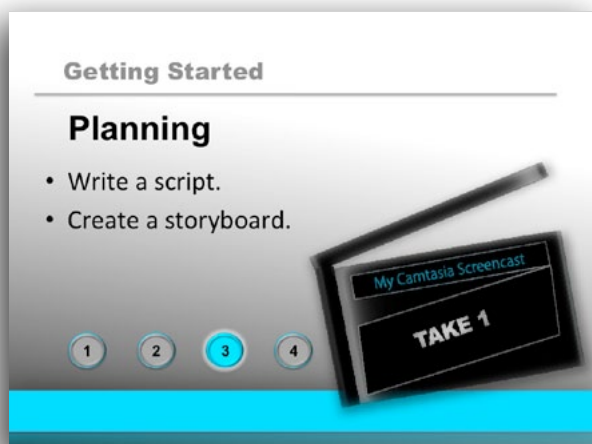 Getting Started
Planning
• Write a script.
• Create a storyboard.
My Camtasia Screencast
TAKE 1
1 2 3 4